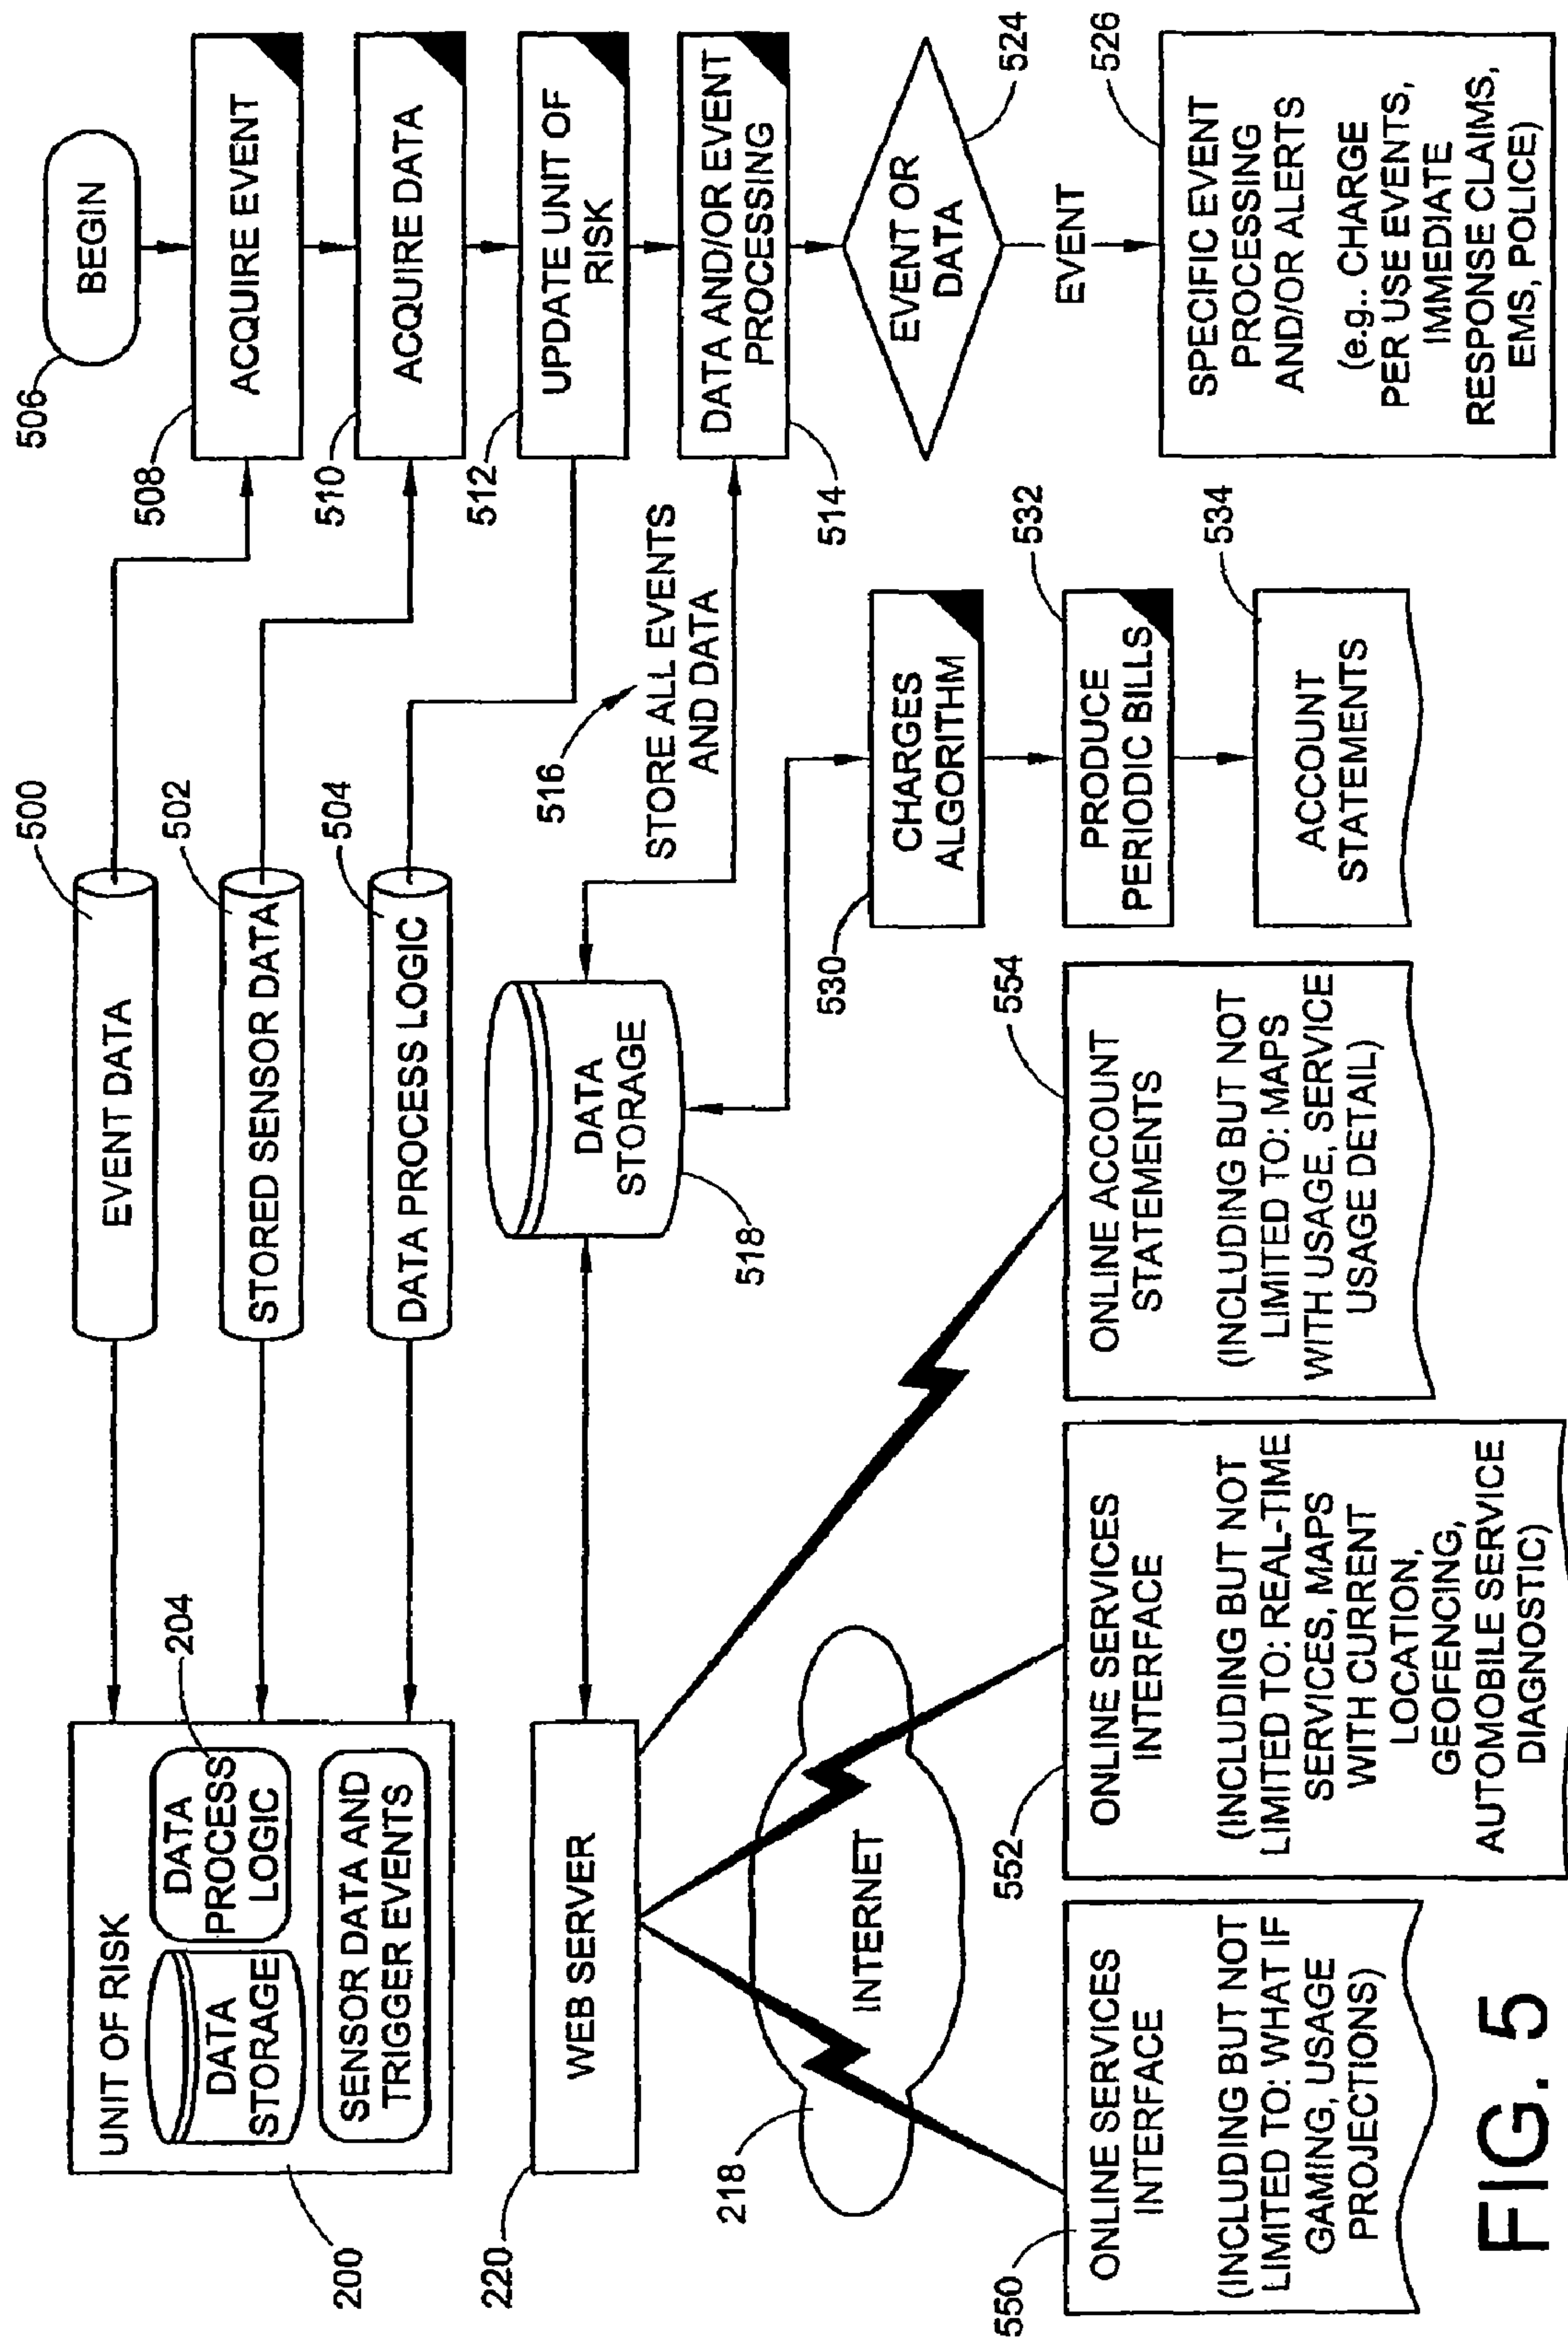 UNIT OF RISK
DATA
STORAGE
DATA
PROCESS
LOGIC
204
SENSOR DATA AND
TRIGGER EVENTS
200
EVENT DATA
500
STORED SENSOR DATA
502
DATA PROCESS LOGIC
504
506
BEGIN
508
ACQUIRE EVENT
510
ACQUIRE DATA
512
UPDATE UNIT OF
RISK
516
STORE ALL EVENTS
AND DATA
514
DATA AND/OR EVENT
PROCESSING
EVENT OR
DATA
524
EVENT
526
SPECIFIC EVENT
PROCESSING
AND/OR ALERTS
(e.g.. CHARGE
PER USE EVENTS,
IMMEDIATE
RESPONSE CLAIMS,
EMS, POLICE)
220
WEB SERVER
DATA
STORAGE
518
530
CHARGES
ALGORITHM
532
PRODUCE
PERIODIC BILLS
534
ACCOUNT
STATEMENTS
218
INTERNET
550
ONLINE SERVICES
INTERFACE
(INCLUDING BUT NOT
LIMITED TO: WHAT IF
GAMING, USAGE
PROJECTIONS)
552
ONLINE SERVICES
INTERFACE
(INCLUDING BUT NOT
LIMITED TO: REAL-TIME
SERVICES, MAPS
WITH CURRENT
LOCATION,
GEOFENCING,
AUTOMOBILE SERVICE
DIAGNOSTIC)
554
ONLINE ACCOUNT
STATEMENTS
(INCLUDING BUT NOT
LIMITED TO: MAPS
WITH USAGE, SERVICE
USAGE DETAIL)
FIG. 5